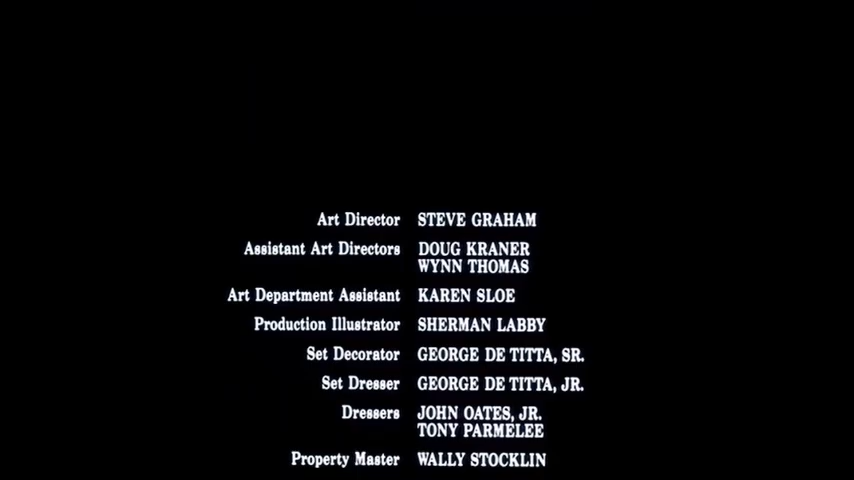 Art Director STEVE GRAHAM
Assistant Art Directors DOUG KRANER
WYNN THOMAS
Art Department Assistant KAREN SLOE
Production Illustrator SHERMAN LABBY
Set Decorator GEORGE DE TITTA, SR.
Set Dresser GEORGE DE TITTA, JR.
Dressers JOHN OATES, JR.
TONY PARMELEE
Property Master WALLY STOCKLIN